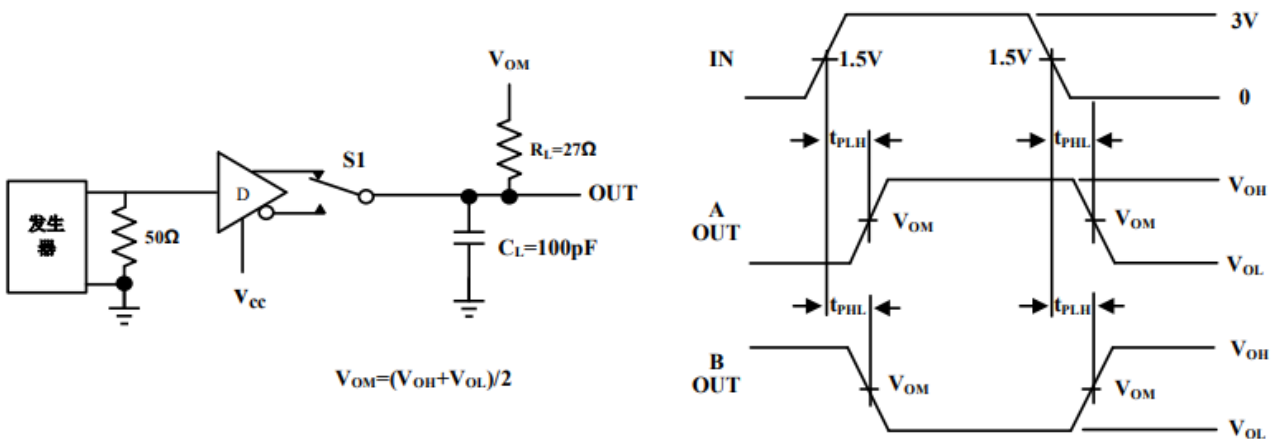 V_OM
R_L=27Ω
S1
OUT
D
发生
器
50Ω
C_L=100pF
V_cc
V_OM=(V_OH+V_OL)/2
3V
IN
1.5V
1.5V
0
t_PLH
t_PHL
V_OH
A
OUT
V_OM
V_OM
V_OL
t_PHL
t_PLH
V_OH
B
OUT
V_OM
V_OM
V_OL